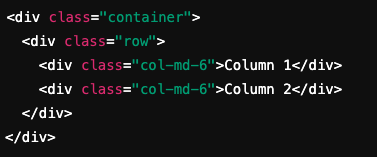 <div class="container">
  <div class="row">
    <div class="col-md-6">Column 1</div>
    <div class="col-md-6">Column 2</div>
  </div>
</div>